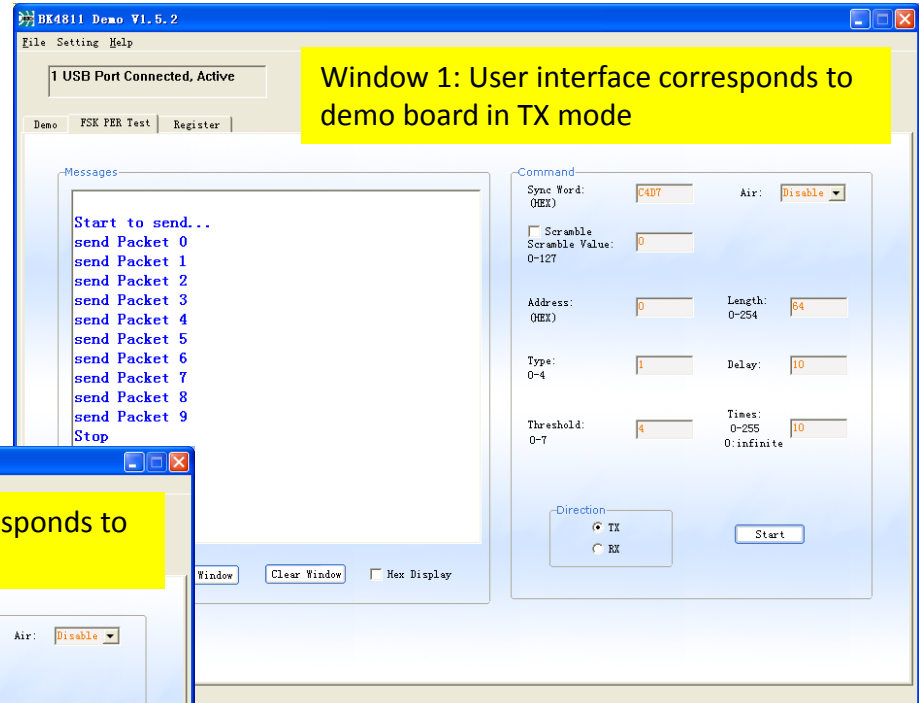 BK4811 Demo V1.5.2
File Setting Help
1 USB Port Connected, Active
Window 1: User interface corresponds to
demo board in TX mode
Demo FSK PER Test Register
Messages
Start to send...
send Packet 0
send Packet 1
send Packet 2
send Packet 3
send Packet 4
send Packet 5
send Packet 6
send Packet 7
send Packet 8
send Packet 9
Stop
Window Clear Window Hex Display
Command
Sync Word: C4D7 Air: Disable
(HEX)
Scramble
Scramble Value: 0
0-127
Address: 0 Length: 64
(HEX) 0-254
Type: 1 Delay: 10
0-4
Threshold: 4 Times: 10
0-7 0-255
0:infinite
Direction
TX
RX
Start
sponds to
Air: Disable